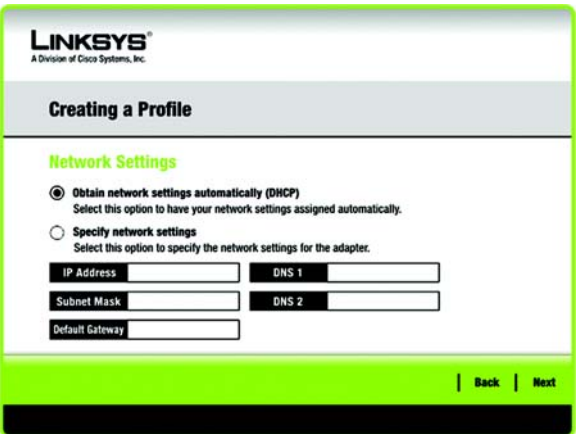 LINKSYS®
A Division of Cisco Systems, Inc.
Creating a Profile
Network Settings
Obtain network settings automatically (DHCP)
Select this option to have your network settings assigned automatically.
Specify network settings
Select this option to specify the network settings for the adapter.
IP Address DNS 1
Subnet Mask DNS 2
Default Gateway
Back Next